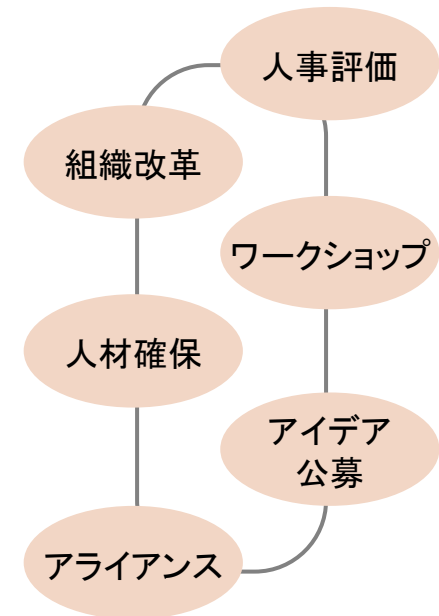 人事評価
組織改革
ワークショップ
人材確保
アイデア
公募
アライアンス